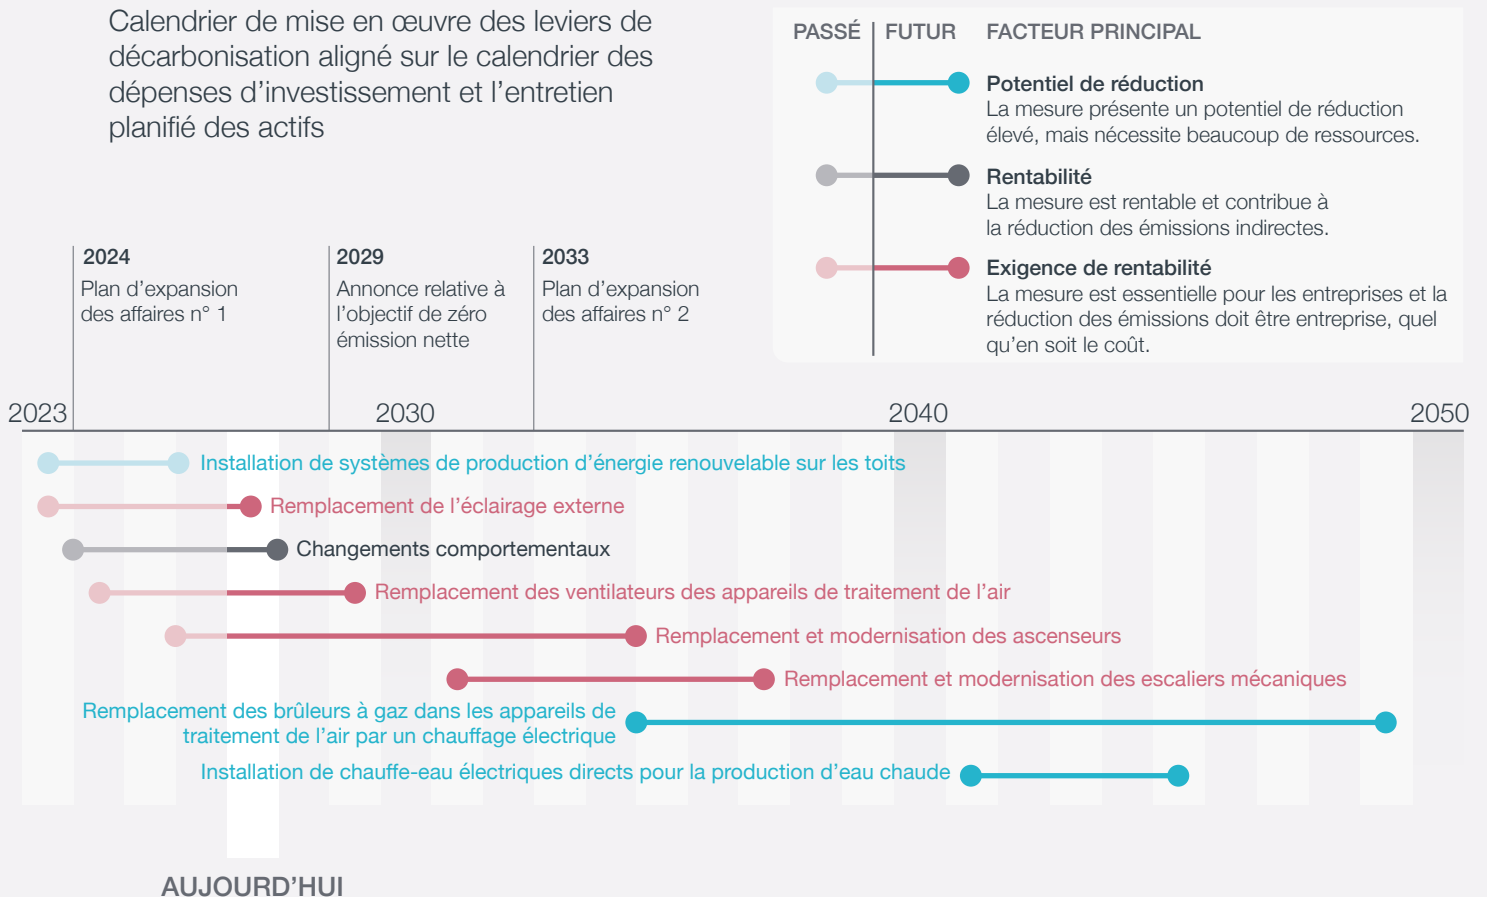 Calendrier de mise en œuvre des leviers de
décarbonisation aligné sur le calendrier des
dépenses d’investissement et l’entretien
planifié des actifs
PASSÉ
FUTUR
FACTEUR PRINCIPAL
Potentiel de réduction
La mesure présente un potentiel de réduction
élevé, mais nécessite beaucoup de ressources.
Rentabilité
La mesure est rentable et contribue à
la réduction des émissions indirectes.
Exigence de rentabilité
La mesure est essentielle pour les entreprises et la
réduction des émissions doit être entreprise, quel
qu’en soit le coût.
2024
Plan d’expansion
des affaires n° 1
2029
Annonce relative à
l’objectif de zéro
émission nette
2033
Plan d’expansion
des affaires n° 2
2023
2030
2040
2050
Installation de systèmes de production d’énergie renouvelable sur les toits
Remplacement de l’éclairage externe
Changements comportementaux
Remplacement des ventilateurs des appareils de traitement de l’air
Remplacement et modernisation des ascenseurs
Remplacement et modernisation des escaliers mécaniques
Remplacement des brûleurs à gaz dans les appareils de
traitement de l’air par un chauffage électrique
Installation de chauffe-eau électriques directs pour la production d’eau chaude
AUJOURD’HUI